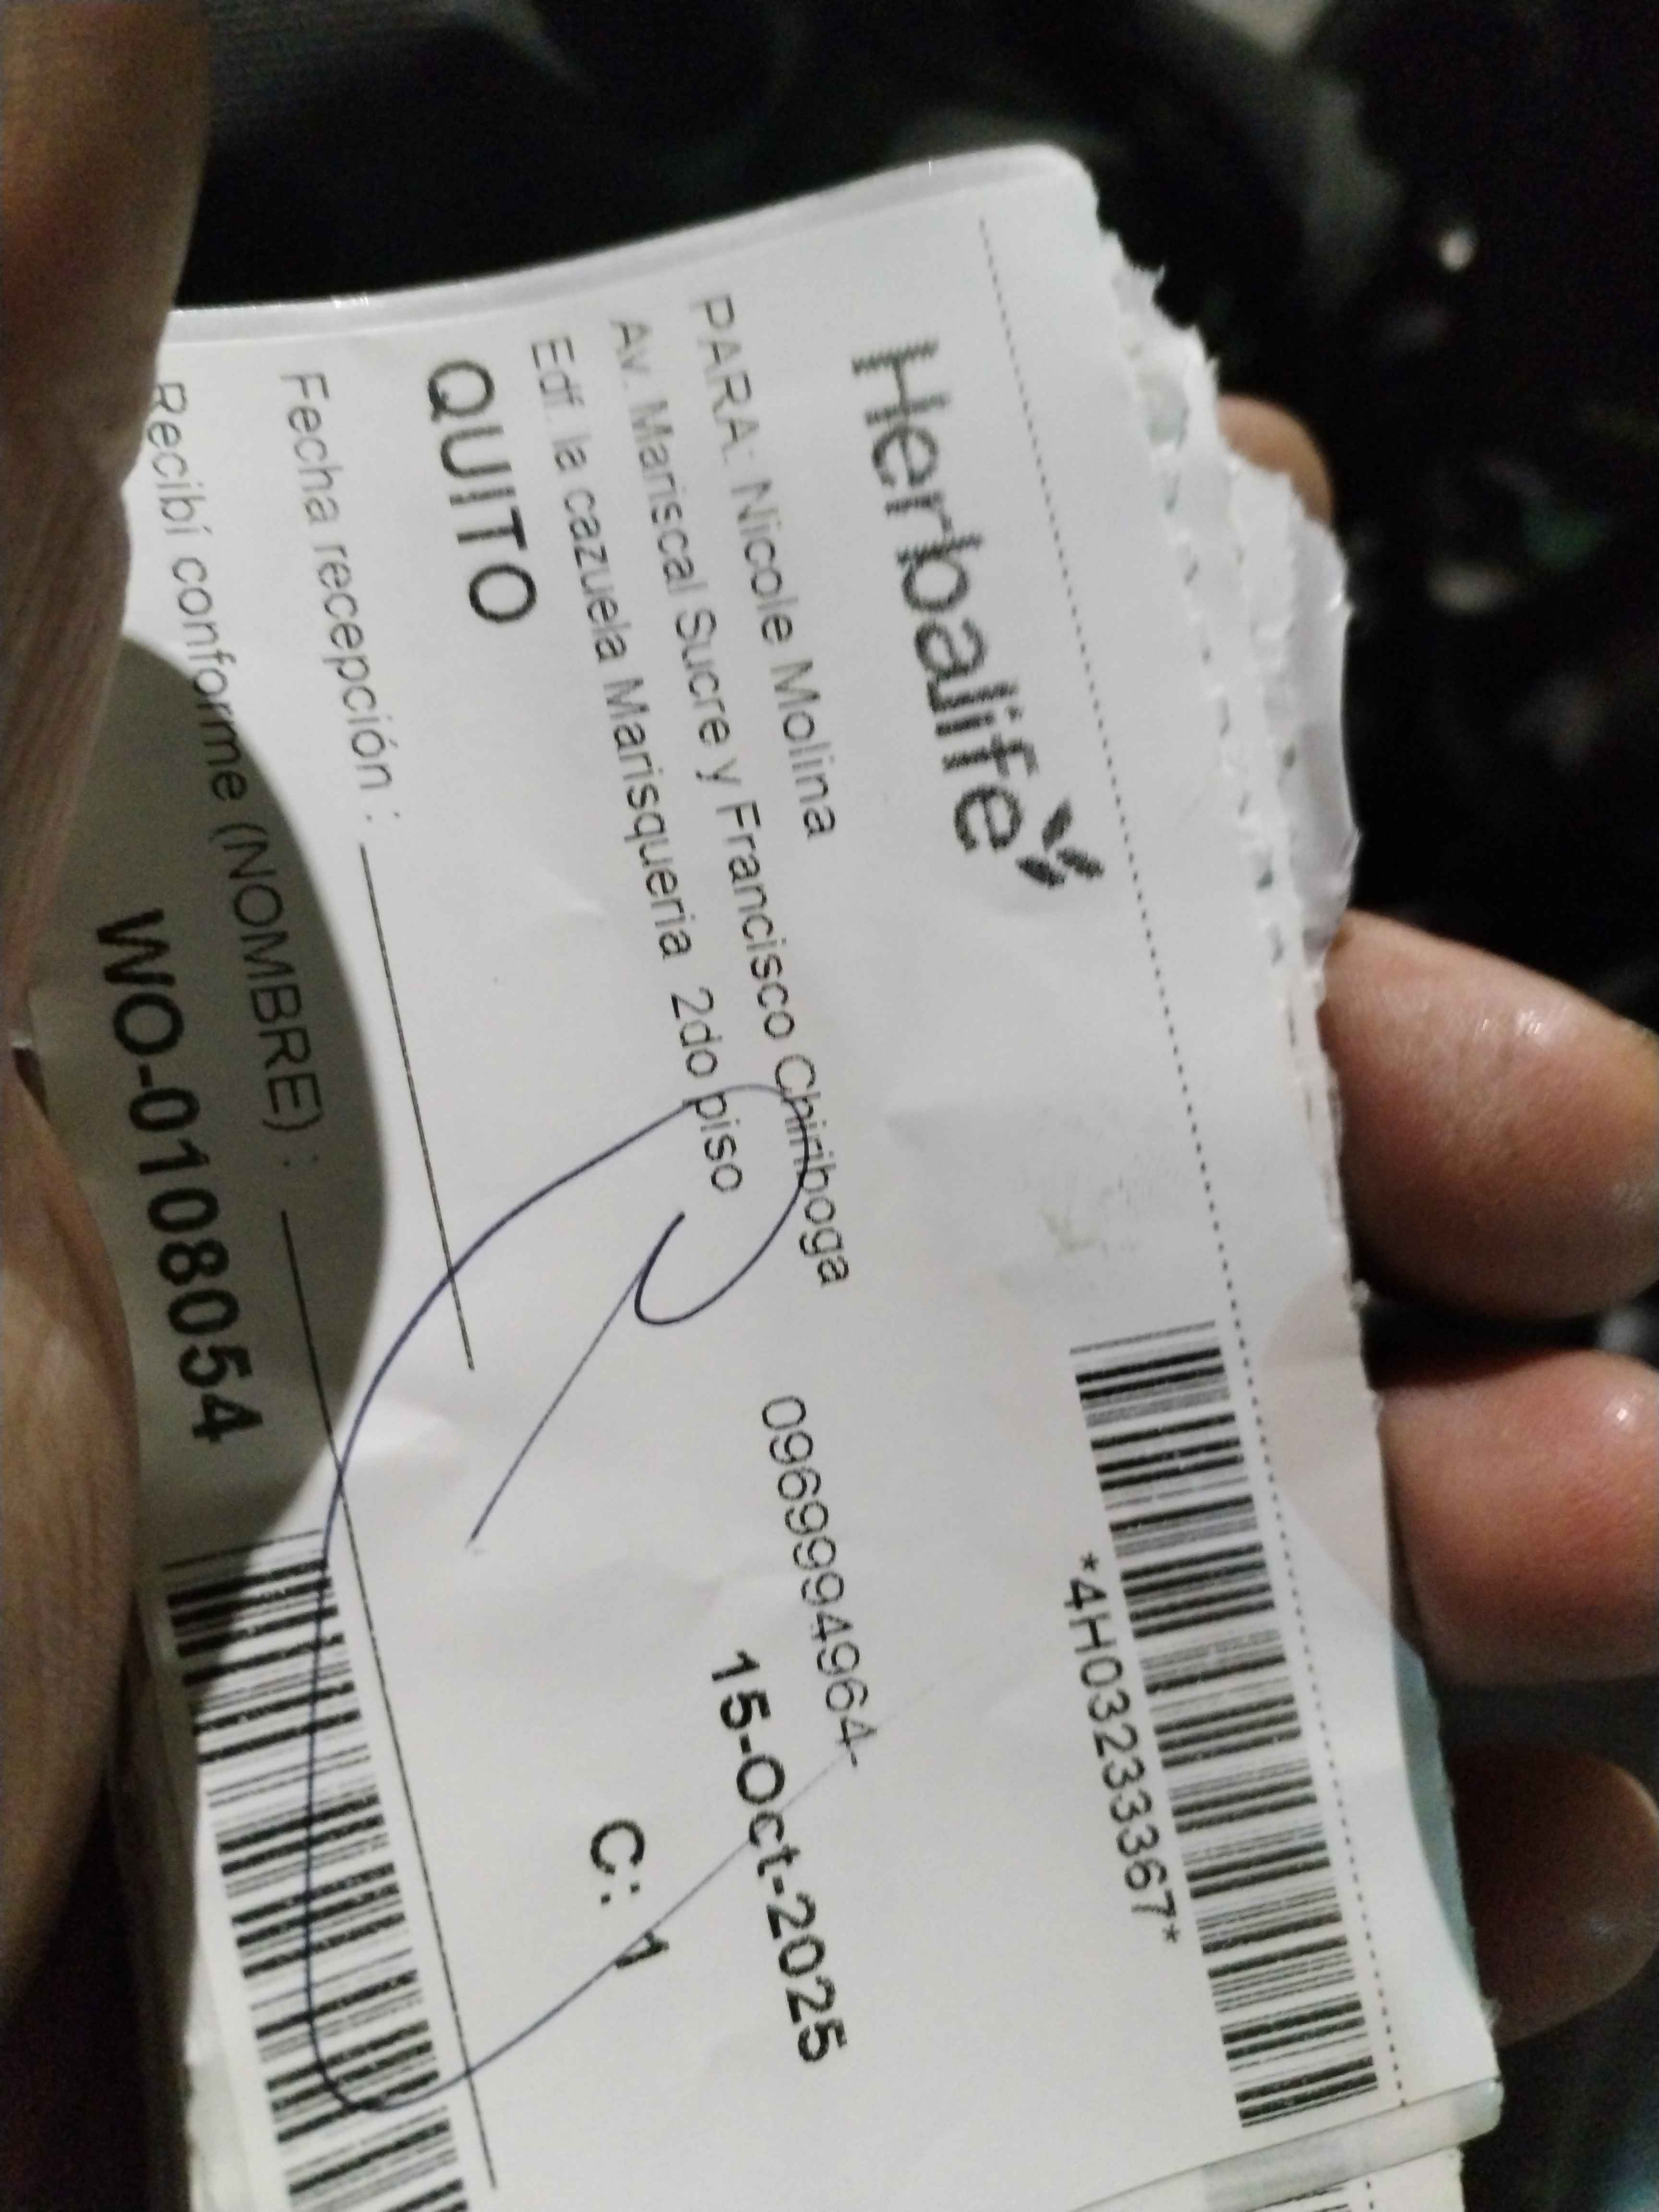 Herbalife
*4H03233367*
PARA: Nicole Molina
Av. Mariscal Sucre y Francisco Chiriboga
0969994964-
Edf. la cazuela Marisqueria 2do piso
15-Oct-2025
QUITO
C: 1
Fecha recepción :
Recibí conforme (NOMBRE) :
WO-0108054